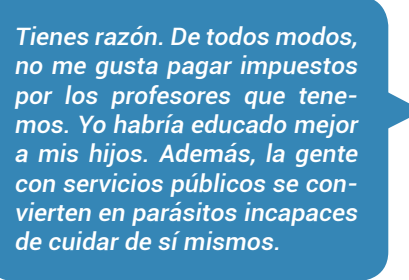 Tienes razón. De todos modos,
no me gusta pagar impuestos
por los profesores que tene-
mos. Yo habría educado mejor
a mis hijos. Además, la gente
con servicios públicos se con-
vierten en parásitos incapaces
de cuidar de sí mismos.